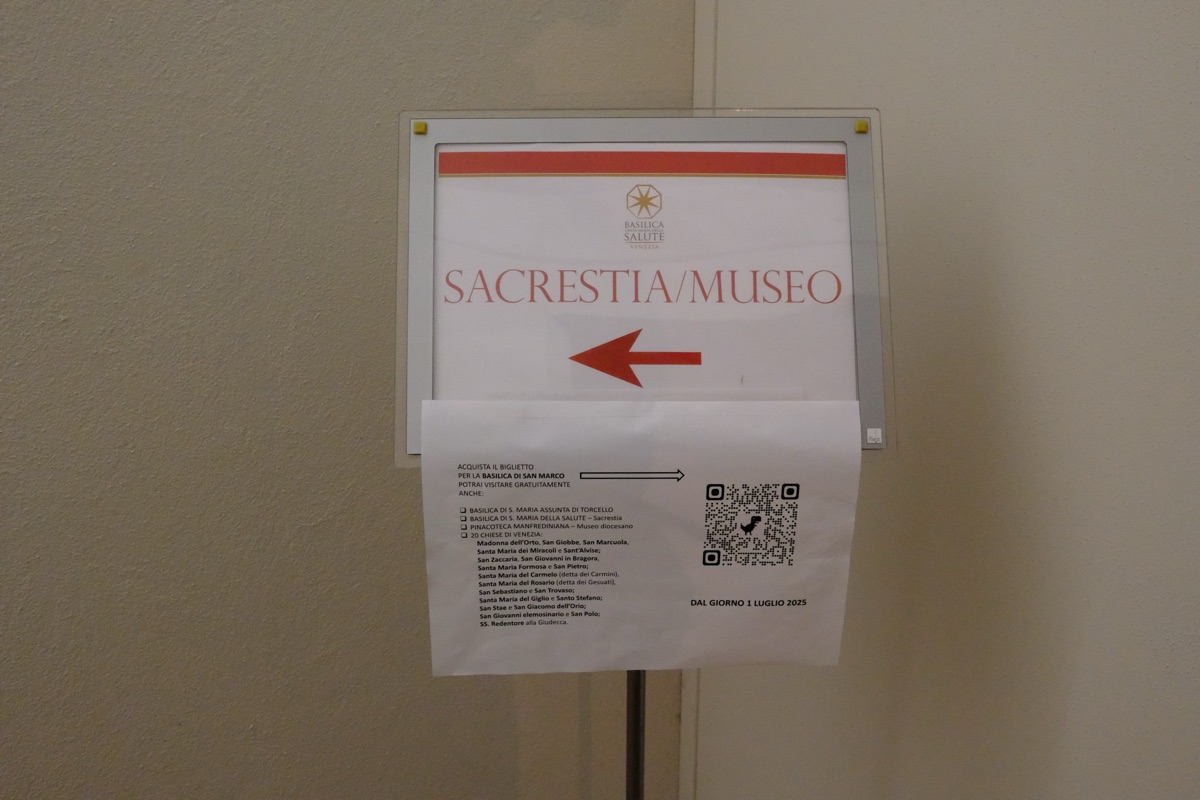 BASILICA
SALUTE
VENEZIA
SACRESTIA/MUSEO
ACQUISTA IL BIGLIETTO
PER LA BASILICA DI SAN MARCO
POTRAI VISITARE GRATUITAMENTE
ANCHE:
BASILICA DI S. MARIA ASSUNTA DI TORCELLO
BASILICA DI S. MARIA DELLA SALUTE – Sacrestia
PINACOTECA MANFREDINIANA – Museo diocesano
20 CHIESE DI VENEZIA:
Madonna dell'Orto, San Giobbe, San Marcuola,
Santa Maria dei Miracoli e Sant'Alvise;
San Zaccaria, San Giovanni in Bragora,
Santa Maria Formosa e San Pietro;
Santa Maria del Carmelo (detta dei Carmini),
Santa Maria del Rosario (detta dei Gesuati),
San Sebastiano e San Trovaso;
Santa Maria del Giglio e Santo Stefano;
San Stae e San Giacomo dell'Orio;
San Giovanni elemosinario e San Polo;
SS. Redentore alla Giudecca.
DAL GIORNO 1 LUGLIO 2025